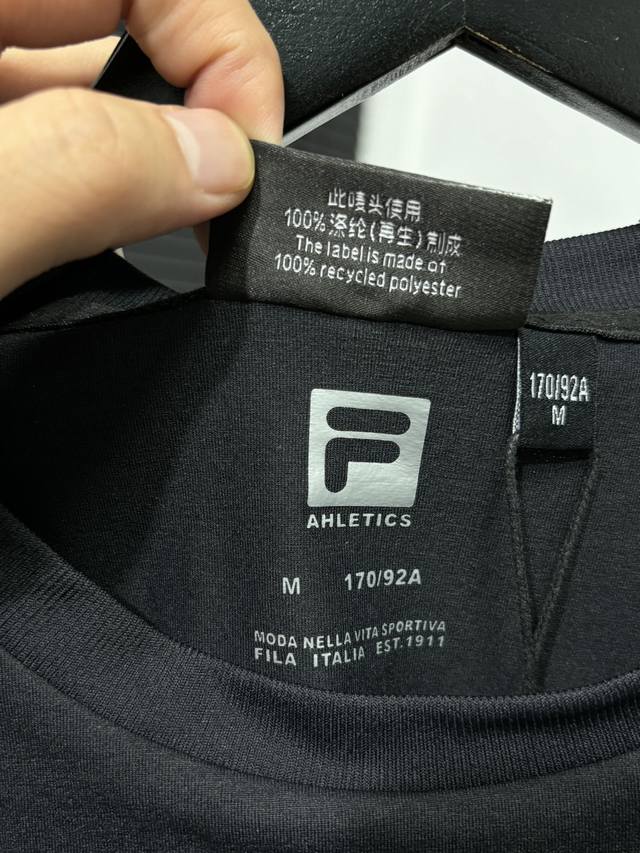 此唛头使用
100%涤纶(再生)制成
The label is made of
100% recycled polyester
170/92A
M
F
AHLETICS
M 170/92A
MODA NELLA VITA SPORTIVA
FILA ITALIA EST.1911